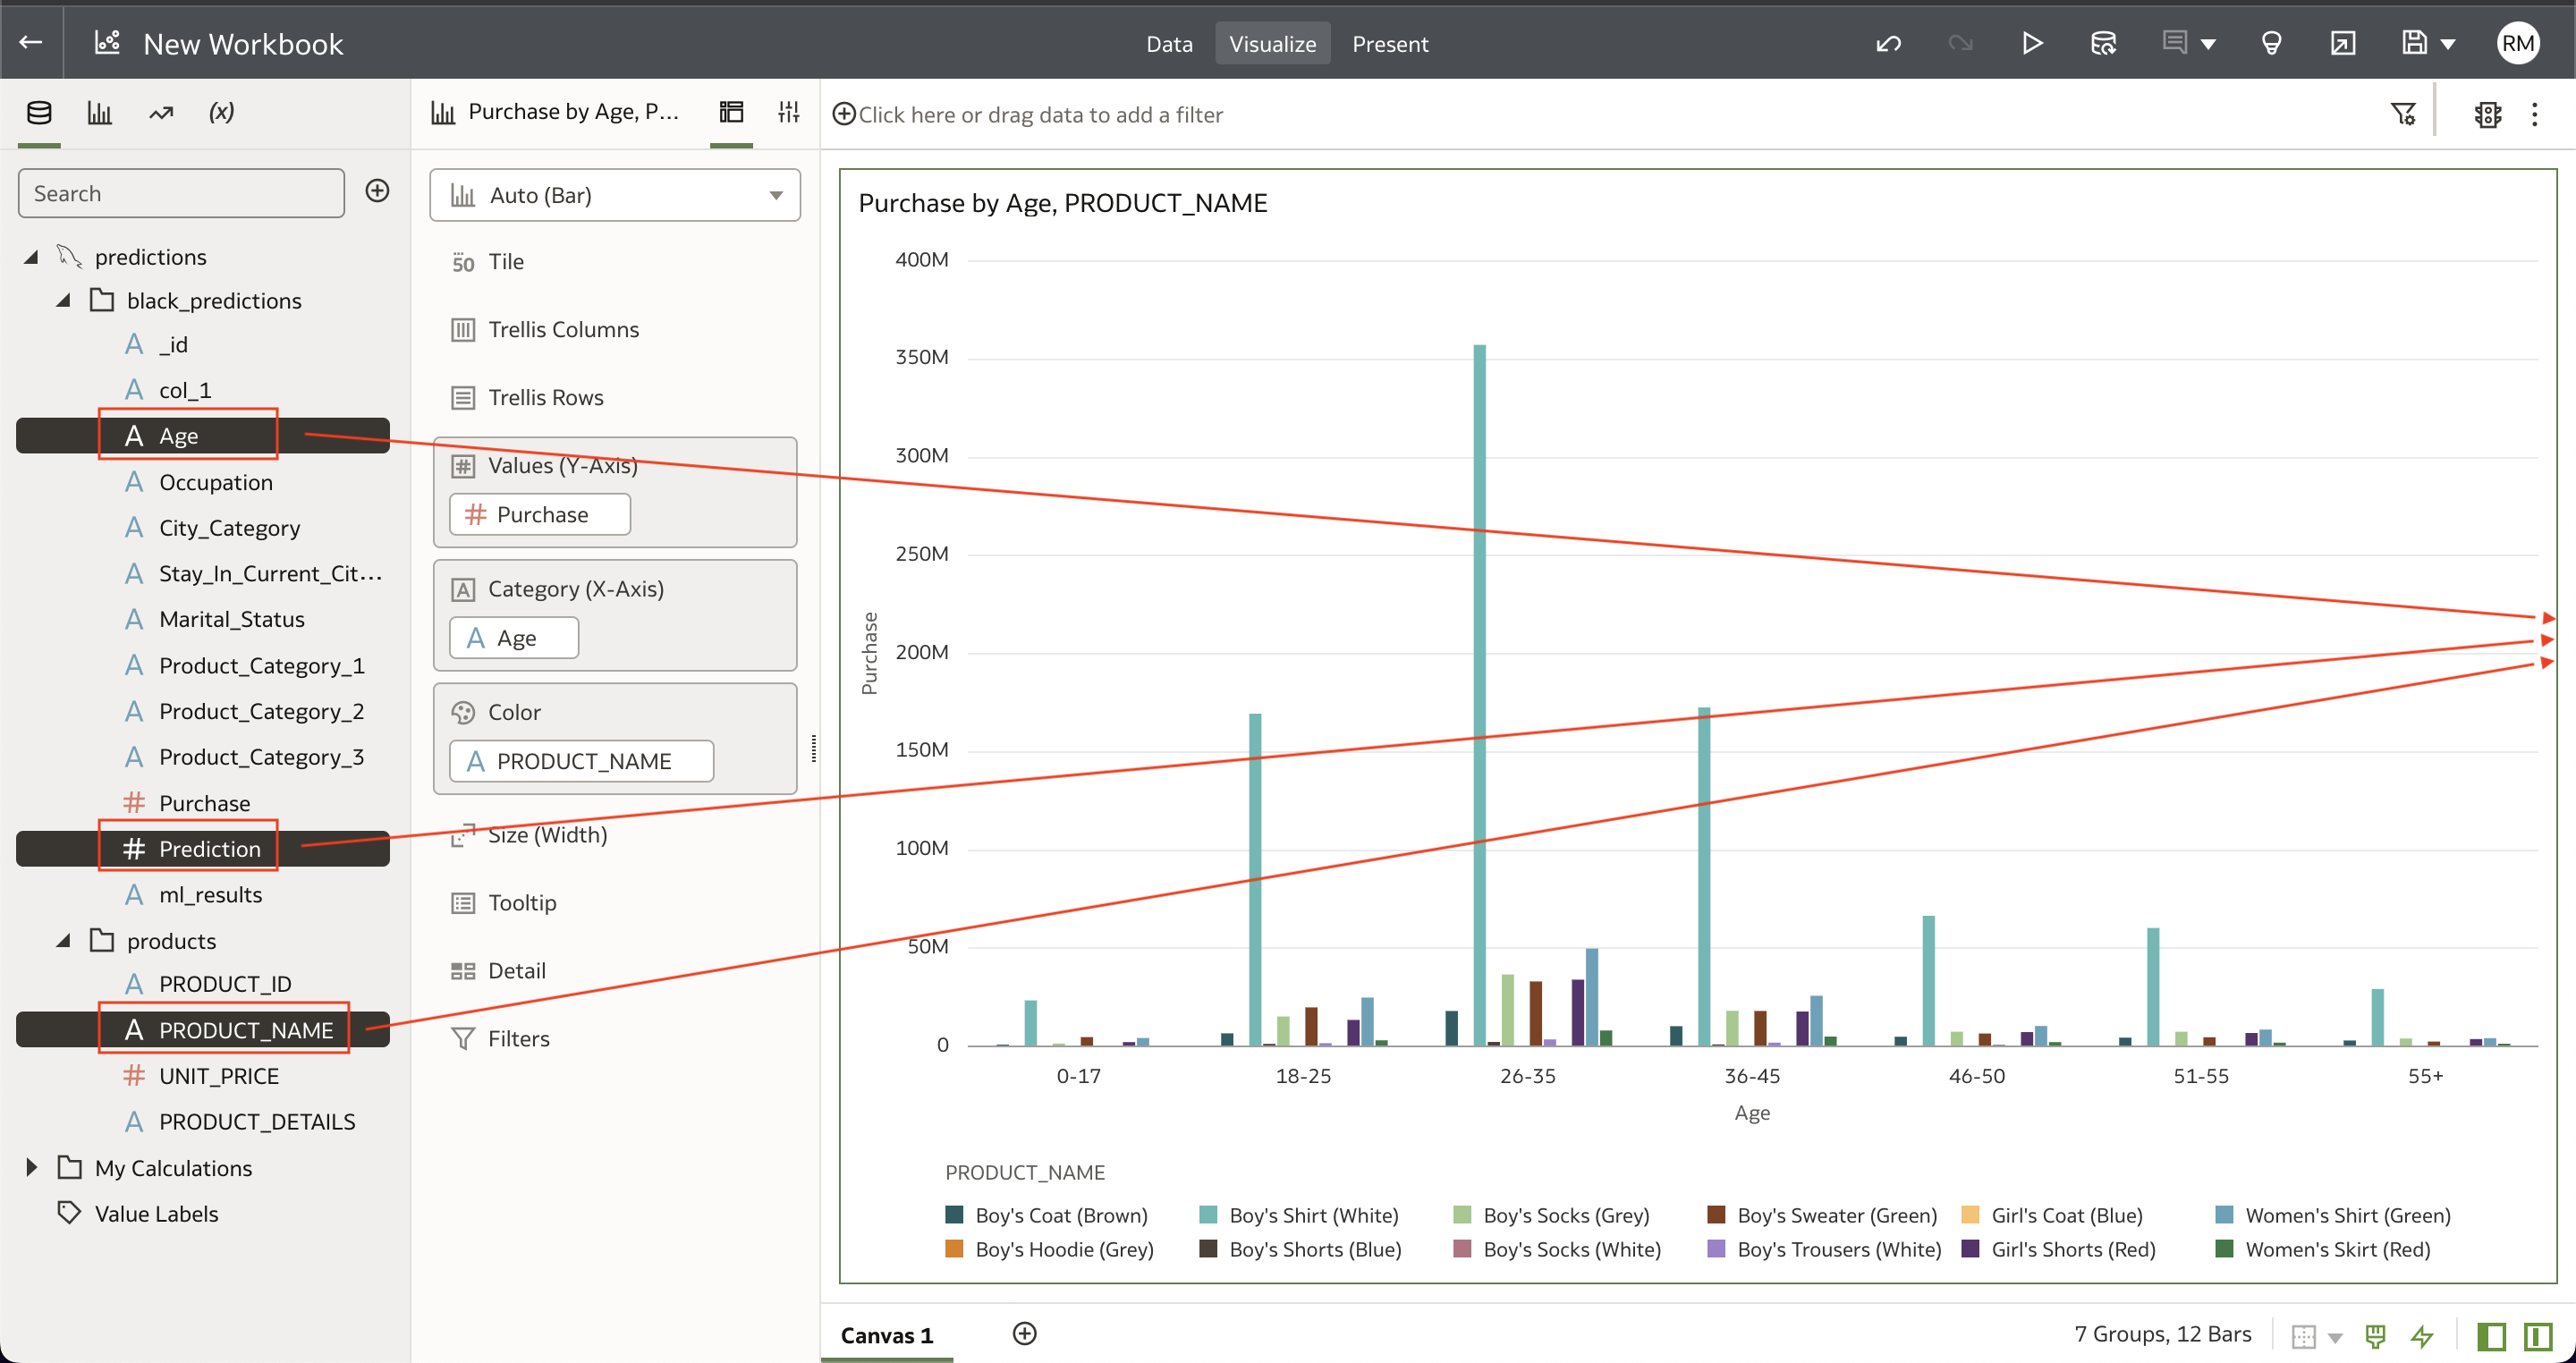 New Workbook
Data Visualize Present
RM
(x)
Search
predictions
black_predictions
A _id
A col_1
A Age
A Occupation
A City_Category
A Stay_In_Current_Cit...
A Marital_Status
A Product_Category_1
A Product_Category_2
A Product_Category_3
# Purchase
# Prediction
A ml_results
products
A PRODUCT_ID
A PRODUCT_NAME
# UNIT_PRICE
A PRODUCT_DETAILS
My Calculations
Value Labels
Purchase by Age, P...
Auto (Bar)
50 Tile
Trellis Columns
Trellis Rows
# Values (Y-Axis)
# Purchase
A Category (X-Axis)
A Age
Color
A PRODUCT_NAME
Size (Width)
Tooltip
Detail
Filters
Click here or drag data to add a filter
Purchase by Age, PRODUCT_NAME
400M
350M
300M
250M
200M
150M
100M
50M
0
Purchase
0-17 18-25 26-35 36-45 46-50 51-55 55+
Age
PRODUCT_NAME
Boy's Coat (Brown) Boy's Shirt (White) Boy's Socks (Grey) Boy's Sweater (Green) Girl's Coat (Blue) Women's Shirt (Green)
Boy's Hoodie (Grey) Boy's Shorts (Blue) Boy's Socks (White) Boy's Trousers (White) Girl's Shorts (Red) Women's Skirt (Red)
Canvas 1
7 Groups, 12 Bars